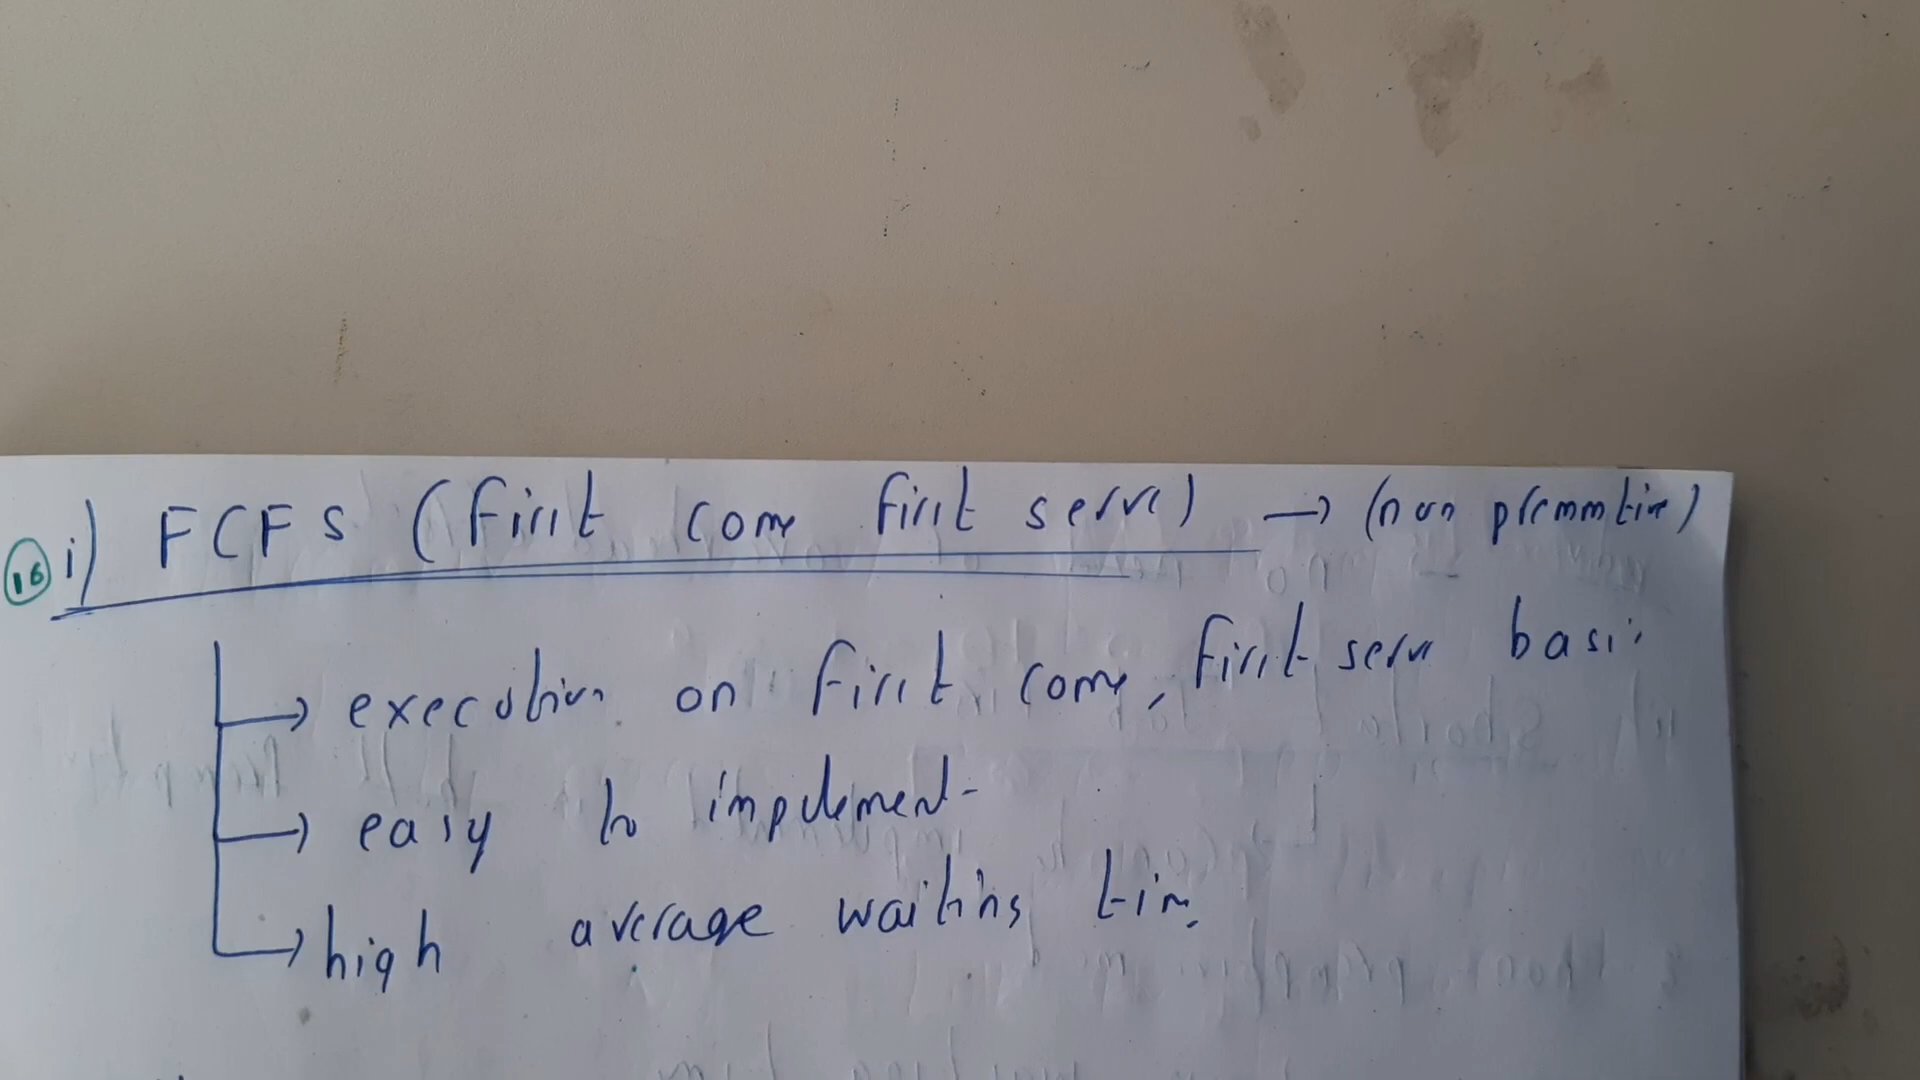 16 i) FCFS (first come first serve) → (non premmtive)
→ execution on first come, first serve basis
→ easy to implement
→ high average waiting time